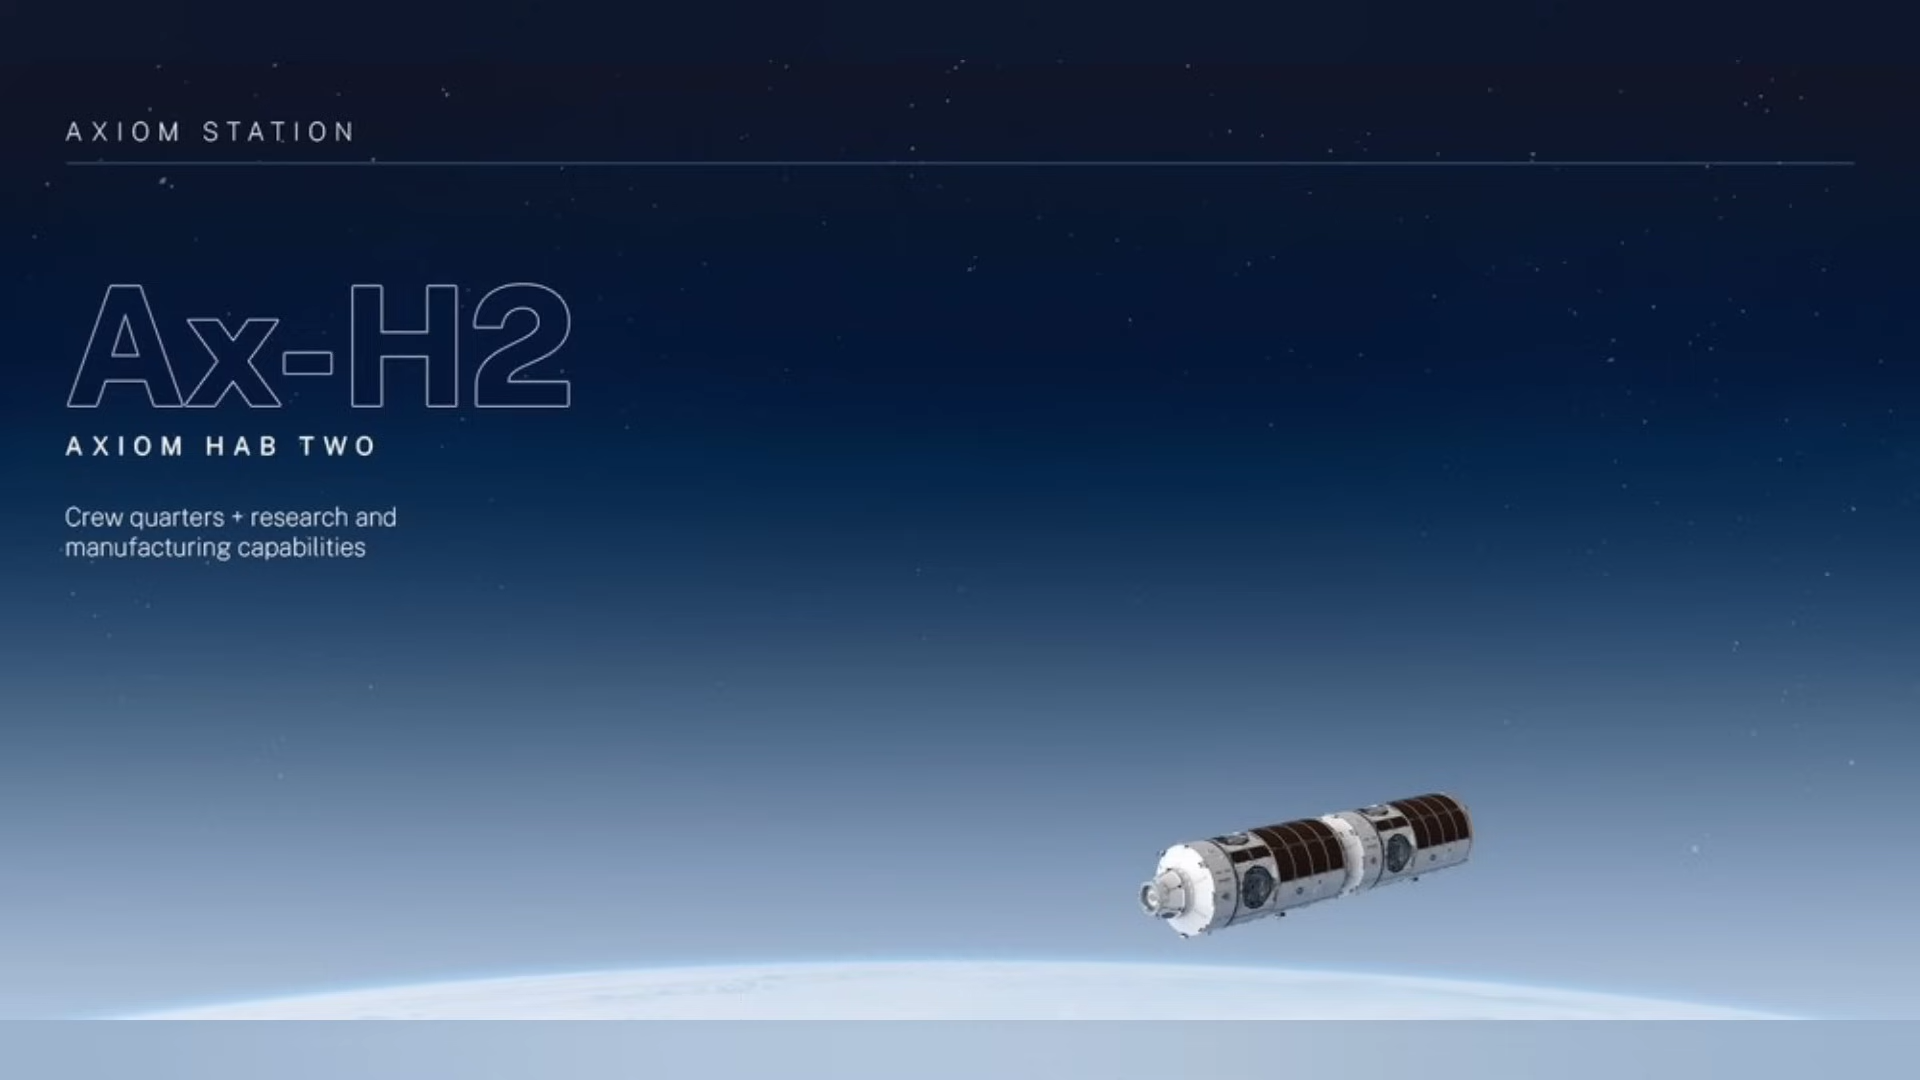 AXIOM STATION
Ax-H2
AXIOM HAB TWO
Crew quarters + research and
manufacturing capabilities